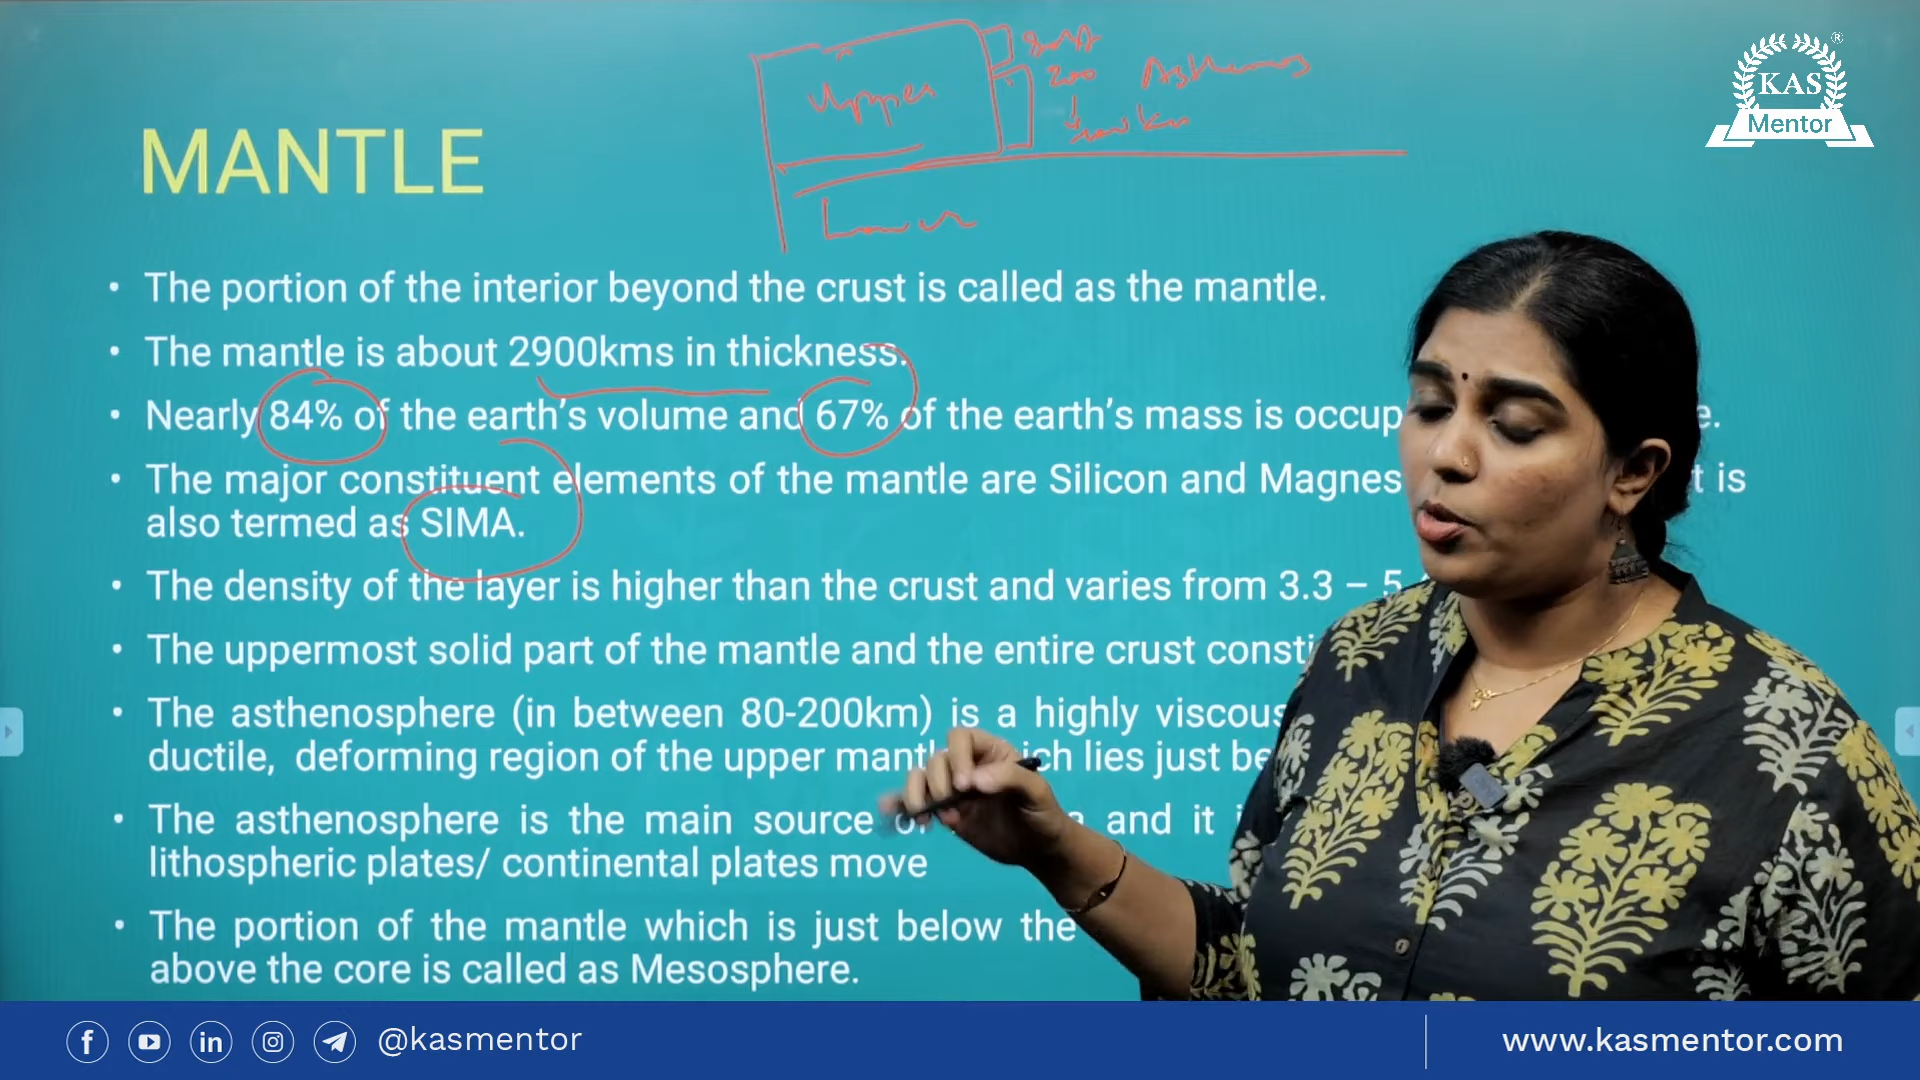 KAS
®
Mentor
Upper
200
Asthenos
Lower
MANTLE
• The portion of the interior beyond the crust is called as the mantle.
• The mantle is about 2900kms in thickness.
• Nearly 84% of the earth's volume and 67% of the earth's mass is occup e.
• The major constituent elements of the mantle are Silicon and Magnes t is
also termed as SIMA.
• The density of the layer is higher than the crust and varies from 3.3 – 5.
• The uppermost solid part of the mantle and the entire crust consti
• The asthenosphere (in between 80-200km) is a highly viscous
ductile, deforming region of the upper mantl ch lies just be
• The asthenosphere is the main source and it
lithospheric plates/ continental plates move
• The portion of the mantle which is just below the
above the core is called as Mesosphere.
@kasmentor
www.kasmentor.com